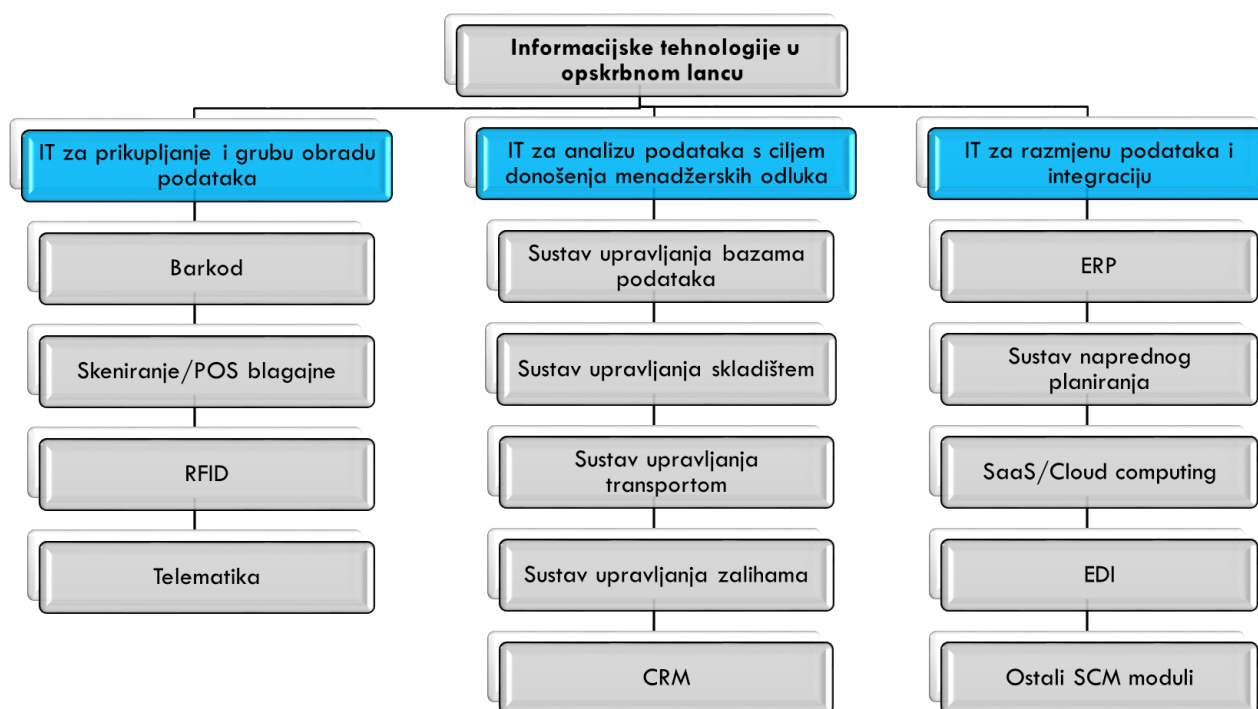 Informacijske tehnologije u
opskrbnom lancu
IT za prikupljanje i grubu obradu
podataka
Barkod
Skeniranje/POS blagajne
RFID
Telematika
IT za analizu podataka s ciljem
donošenja menadžerskih odluka
Sustav upravljanja bazama
podataka
Sustav upravljanja skladištem
Sustav upravljanja
transportom
Sustav upravljanja zalihama
CRM
IT za razmjenu podataka i
integraciju
ERP
Sustav naprednog
planiranja
SaaS/Cloud computing
EDI
Ostali SCM moduli